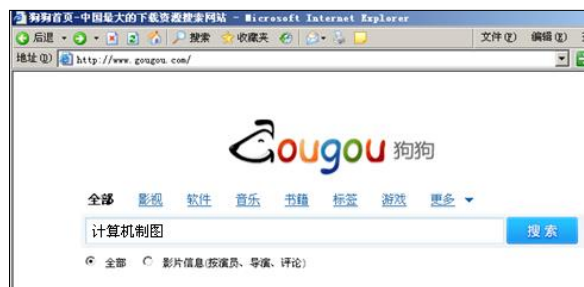 狗狗首页-中国最大的下载资源搜索网站 - Microsoft Internet Explorer
后退 搜索 收藏夹 文件(F) 编辑(E)
地址(D) http://www.gougou.com/
Gougou 狗狗
全部 影视 软件 音乐 书籍 标签 游戏 更多
计算机制图 搜索
全部 影片信息(按演员、导演、评论)